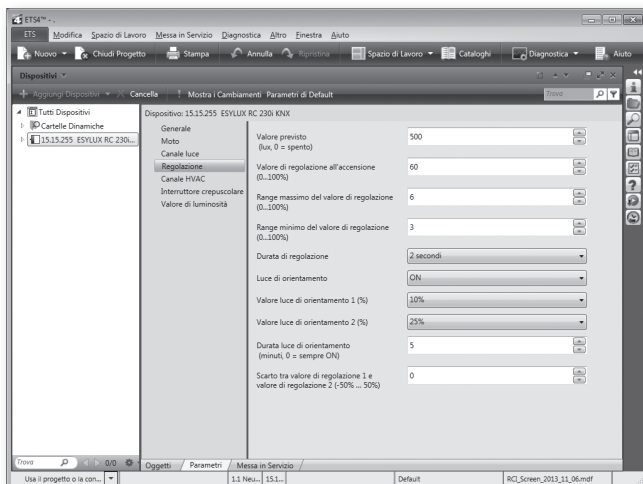 ETS4™ - .
ETS Modifica Spazio di Lavoro Messa in Servizio Diagnostica Altro Finestra Aiuto
Nuovo Chiudi Progetto Stampa Annulla Ripristina Spazio di Lavoro Cataloghi Diagnostica Aiuto
Dispositivi
Aggiungi Dispositivi Cancella Mostra i Cambiamenti Parametri di Default Trova
Tutti Dispositivi
Cartelle Dinamiche
15.15.255 ESYLUX RC 230i...
Dispositivo: 15.15.255 ESYLUX RC 230i KNX
Generale
Moto
Canale luce
Regolazione
Canale HVAC
Interruttore crepuscolare
Valore di luminosità
Valore previsto
(lux, 0 = spento)
500
Valore di regolazione all'accensione
(0...100%)
60
Range massimo del valore di regolazione
(0...100%)
6
Range minimo del valore di regolazione
(0...100%)
3
Durata di regolazione
2 secondi
Luce di orientamento
ON
Valore luce di orientamento 1 (%)
10%
Valore luce di orientamento 2 (%)
25%
Durata luce di orientamento
(minuti, 0 = sempre ON)
5
Scarto tra valore di regolazione 1 e
valore di regolazione 2 (-50% ... 50%)
0
Trova 0/0
Oggetti Parametri Messa in Servizio
Usa il progetto o la con... 1.1 Neu... 15.1... Default RCI_Screen_2013_11_06.mdf